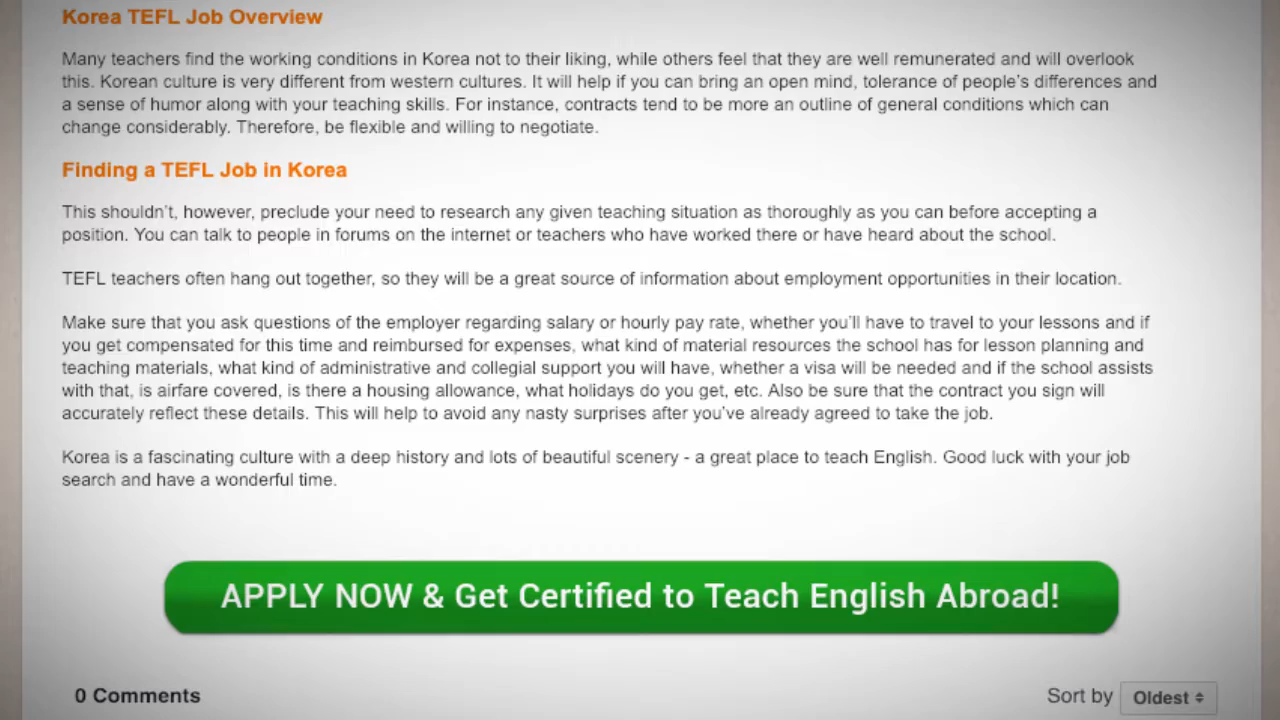 Korea TEFL Job Overview
Many teachers find the working conditions in Korea not to their liking, while others feel that they are well remunerated and will overlook
this. Korean culture is very different from western cultures. It will help if you can bring an open mind, tolerance of people's differences and
a sense of humor along with your teaching skills. For instance, contracts tend to be more an outline of general conditions which can
change considerably. Therefore, be flexible and willing to negotiate.
Finding a TEFL Job in Korea
This shouldn't, however, preclude your need to research any given teaching situation as thoroughly as you can before accepting a
position. You can talk to people in forums on the internet or teachers who have worked there or have heard about the school.
TEFL teachers often hang out together, so they will be a great source of information about employment opportunities in their location.
Make sure that you ask questions of the employer regarding salary or hourly pay rate, whether you'll have to travel to your lessons and if
you get compensated for this time and reimbursed for expenses, what kind of material resources the school has for lesson planning and
teaching materials, what kind of administrative and collegial support you will have, whether a visa will be needed and if the school assists
with that, is airfare covered, is there a housing allowance, what holidays do you get, etc. Also be sure that the contract you sign will
accurately reflect these details. This will help to avoid any nasty surprises after you've already agreed to take the job.
Korea is a fascinating culture with a deep history and lots of beautiful scenery - a great place to teach English. Good luck with your job
search and have a wonderful time.
APPLY NOW & Get Certified to Teach English Abroad!
0 Comments
Sort by Oldest